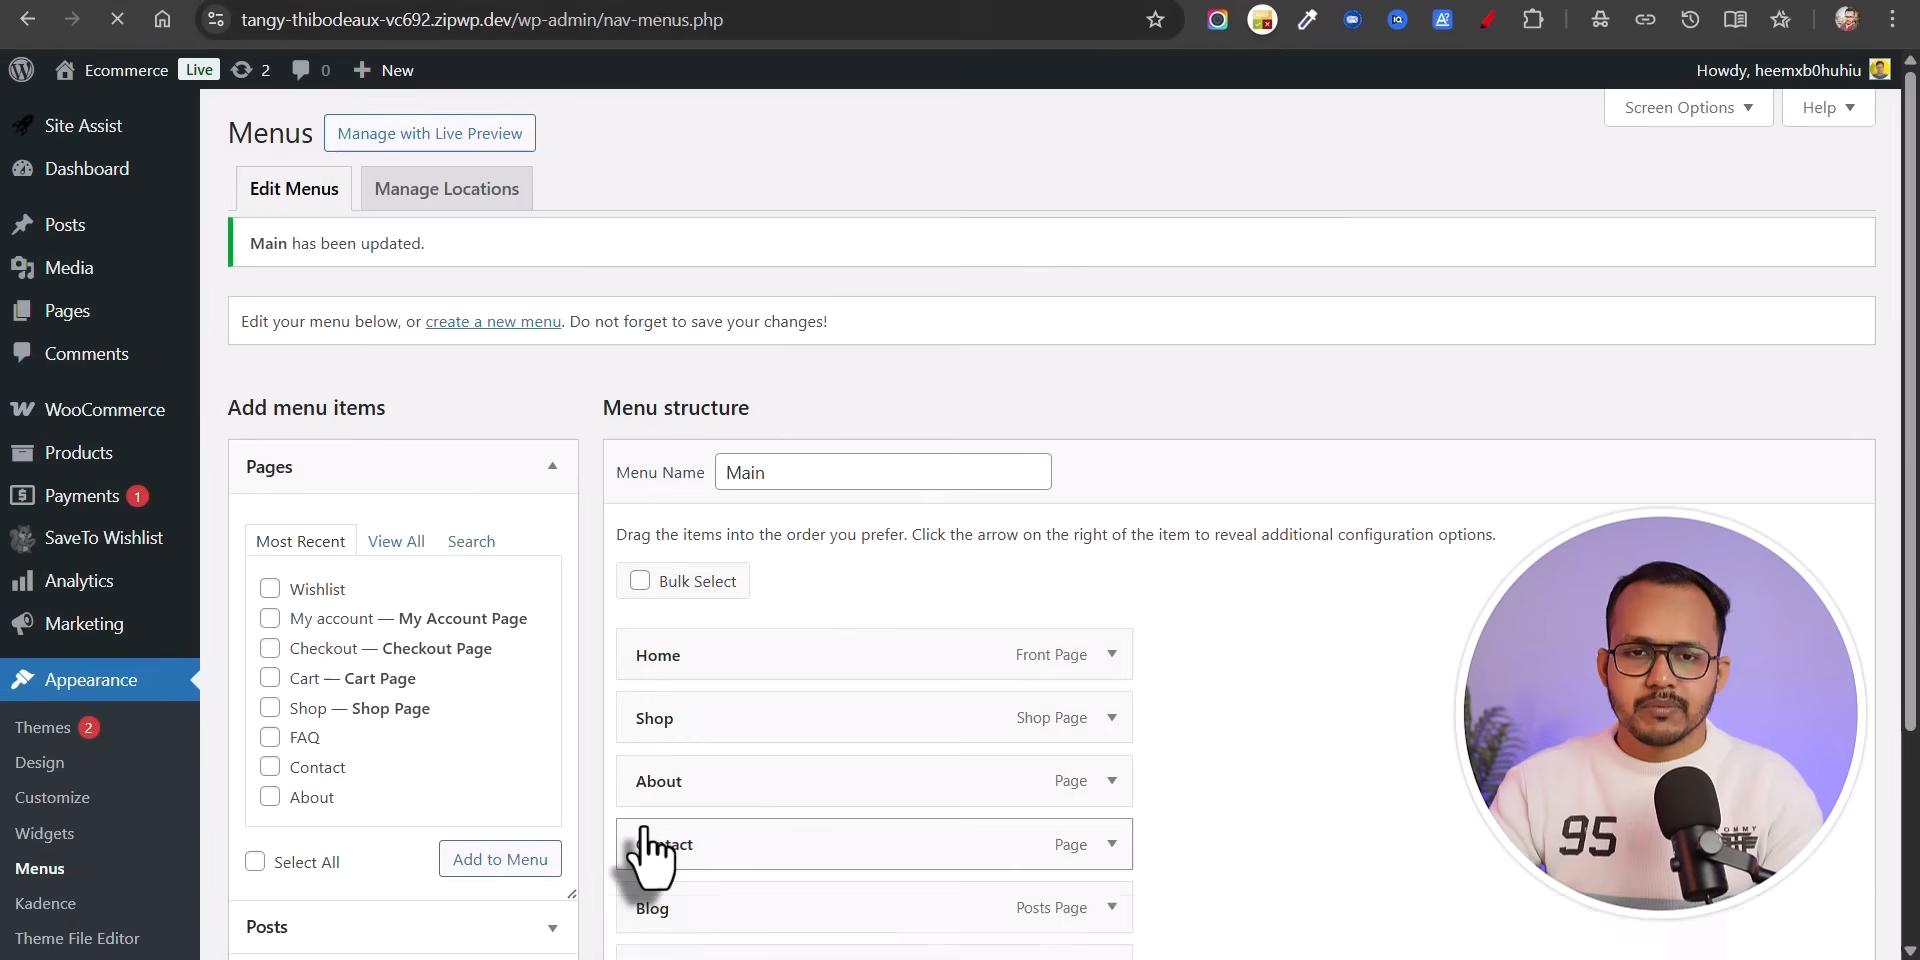 tangy-thibodeaux-vc692.zipwp.dev/wp-admin/nav-menus.php
Ecommerce Live 2 0 New
Howdy, heemxb0huhiu
Screen Options Help
Site Assist
Dashboard
Posts
Media
Pages
Comments
WooCommerce
Products
Payments 1
SaveTo Wishlist
Analytics
Marketing
Appearance
Themes 2
Design
Customize
Widgets
Menus
Kadence
Theme File Editor
Menus Manage with Live Preview
Edit Menus Manage Locations
Main has been updated.
Edit your menu below, or create a new menu. Do not forget to save your changes!
Add menu items
Pages
Most Recent View All Search
Wishlist
My account — My Account Page
Checkout — Checkout Page
Cart — Cart Page
Shop — Shop Page
FAQ
Contact
About
Select All Add to Menu
Posts
Menu structure
Menu Name Main
Drag the items into the order you prefer. Click the arrow on the right of the item to reveal additional configuration options.
Bulk Select
Home Front Page
Shop Shop Page
About Page
Contact Page
Blog Posts Page
95